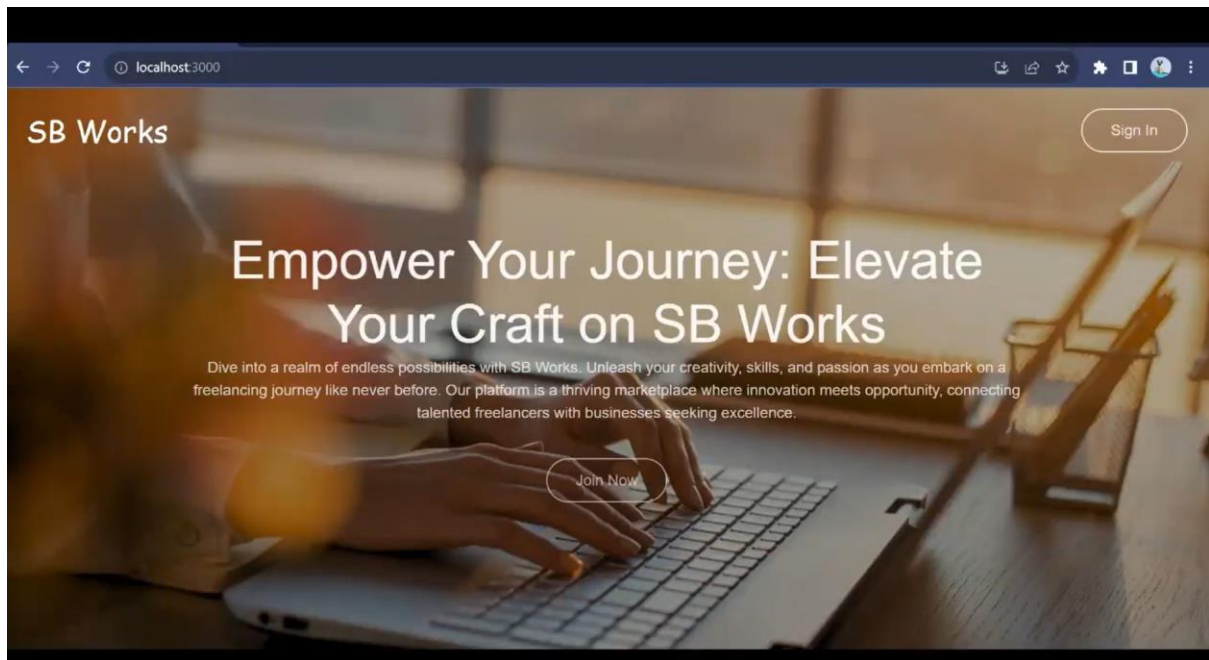 localhost:3000
SB Works
Sign In
Empower Your Journey: Elevate
Your Craft on SB Works
Dive into a realm of endless possibilities with SB Works. Unleash your creativity, skills, and passion as you embark on a
freelancing journey like never before. Our platform is a thriving marketplace where innovation meets opportunity, connecting
talented freelancers with businesses seeking excellence.
Join Now